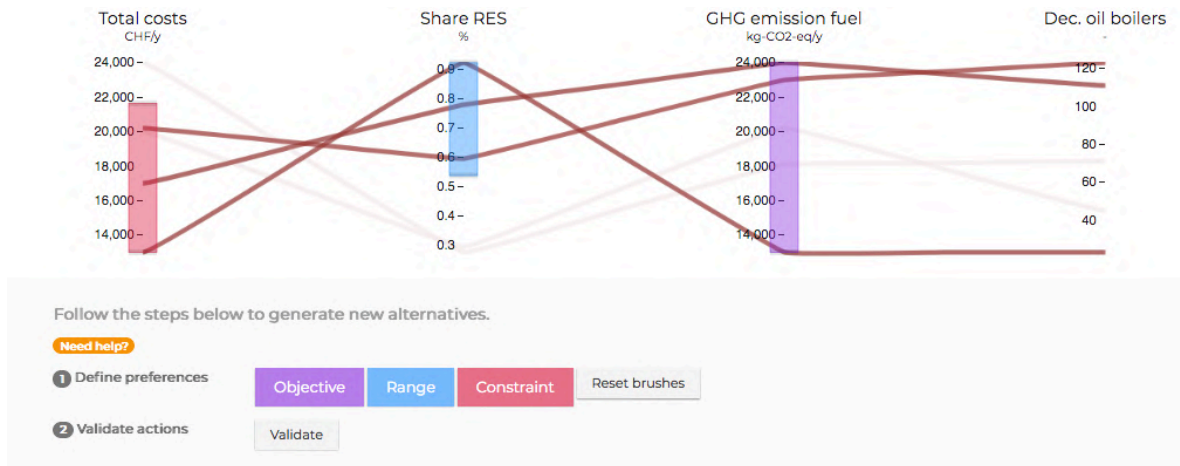 Total costs
CHF/y
24,000
22,000
20,000
18,000
16,000
14,000
Share RES
%
0.9
0.8
0.7
0.6
0.5
0.4
0.3
GHG emission fuel
kg-CO2-eq/y
24,000
22,000
20,000
18,000
16,000
14,000
Dec. oil boilers
-
120
100
80
60
40
Follow the steps below to generate new alternatives.
Need help?
1 Define preferences
Objective Range Constraint Reset brushes
2 Validate actions
Validate